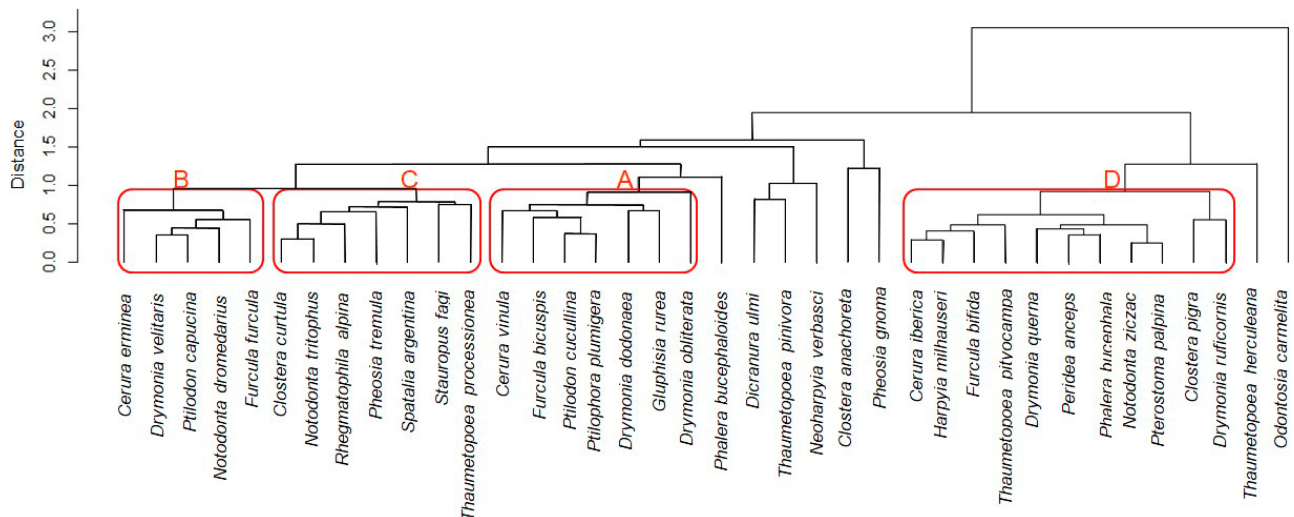 Distance
3.0
2.5
2.0
1.5
1.0
0.5
0.0
B
C
A
D
Cerura erminea
Drymonia velitaris
Ptilodon capucina
Notodonta dromedarius
Furcula furcula
Clostera curtula
Notodonta tritophus
Rhegmatophila alpina
Pheosia tremula
Spatalia argentina
Stauropus fagi
Thaumetopoea processionea
Cerura vinula
Furcula bicuspis
Ptilodon cucullina
Ptilophora plumigera
Drymonia dodonaea
Gluphisia rurea
Drymonia obliterata
Phalera bucephaloides
Dicranura ulmi
Thaumetopoea pinivora
Neoharpyia verbasci
Clostera anachoreta
Pheosia gnoma
Cerura iberica
Harpyia milhauseri
Furcula bifida
Thaumetopoea pitvocampa
Drymonia querna
Peridea anceps
Phalera bucenhala
Notodonta ziczac
Pterostoma palpina
Clostera pigra
Drymonia ruficornis
Thaumetopoea herculeana
Odontosia carmelita